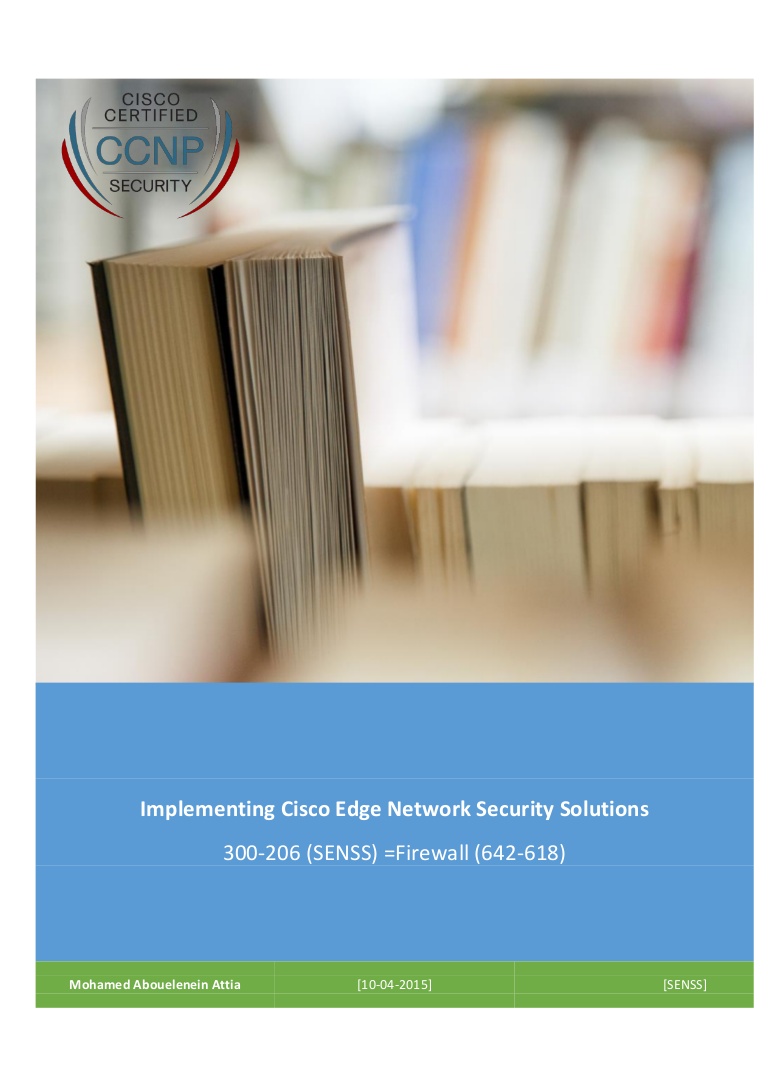 CISCO
CERTIFIED
CCNP
SECURITY
Implementing Cisco Edge Network Security Solutions
300-206 (SENSS) =Firewall (642-618)
Mohamed Abouelenein Attia [10-04-2015] [SENSS]